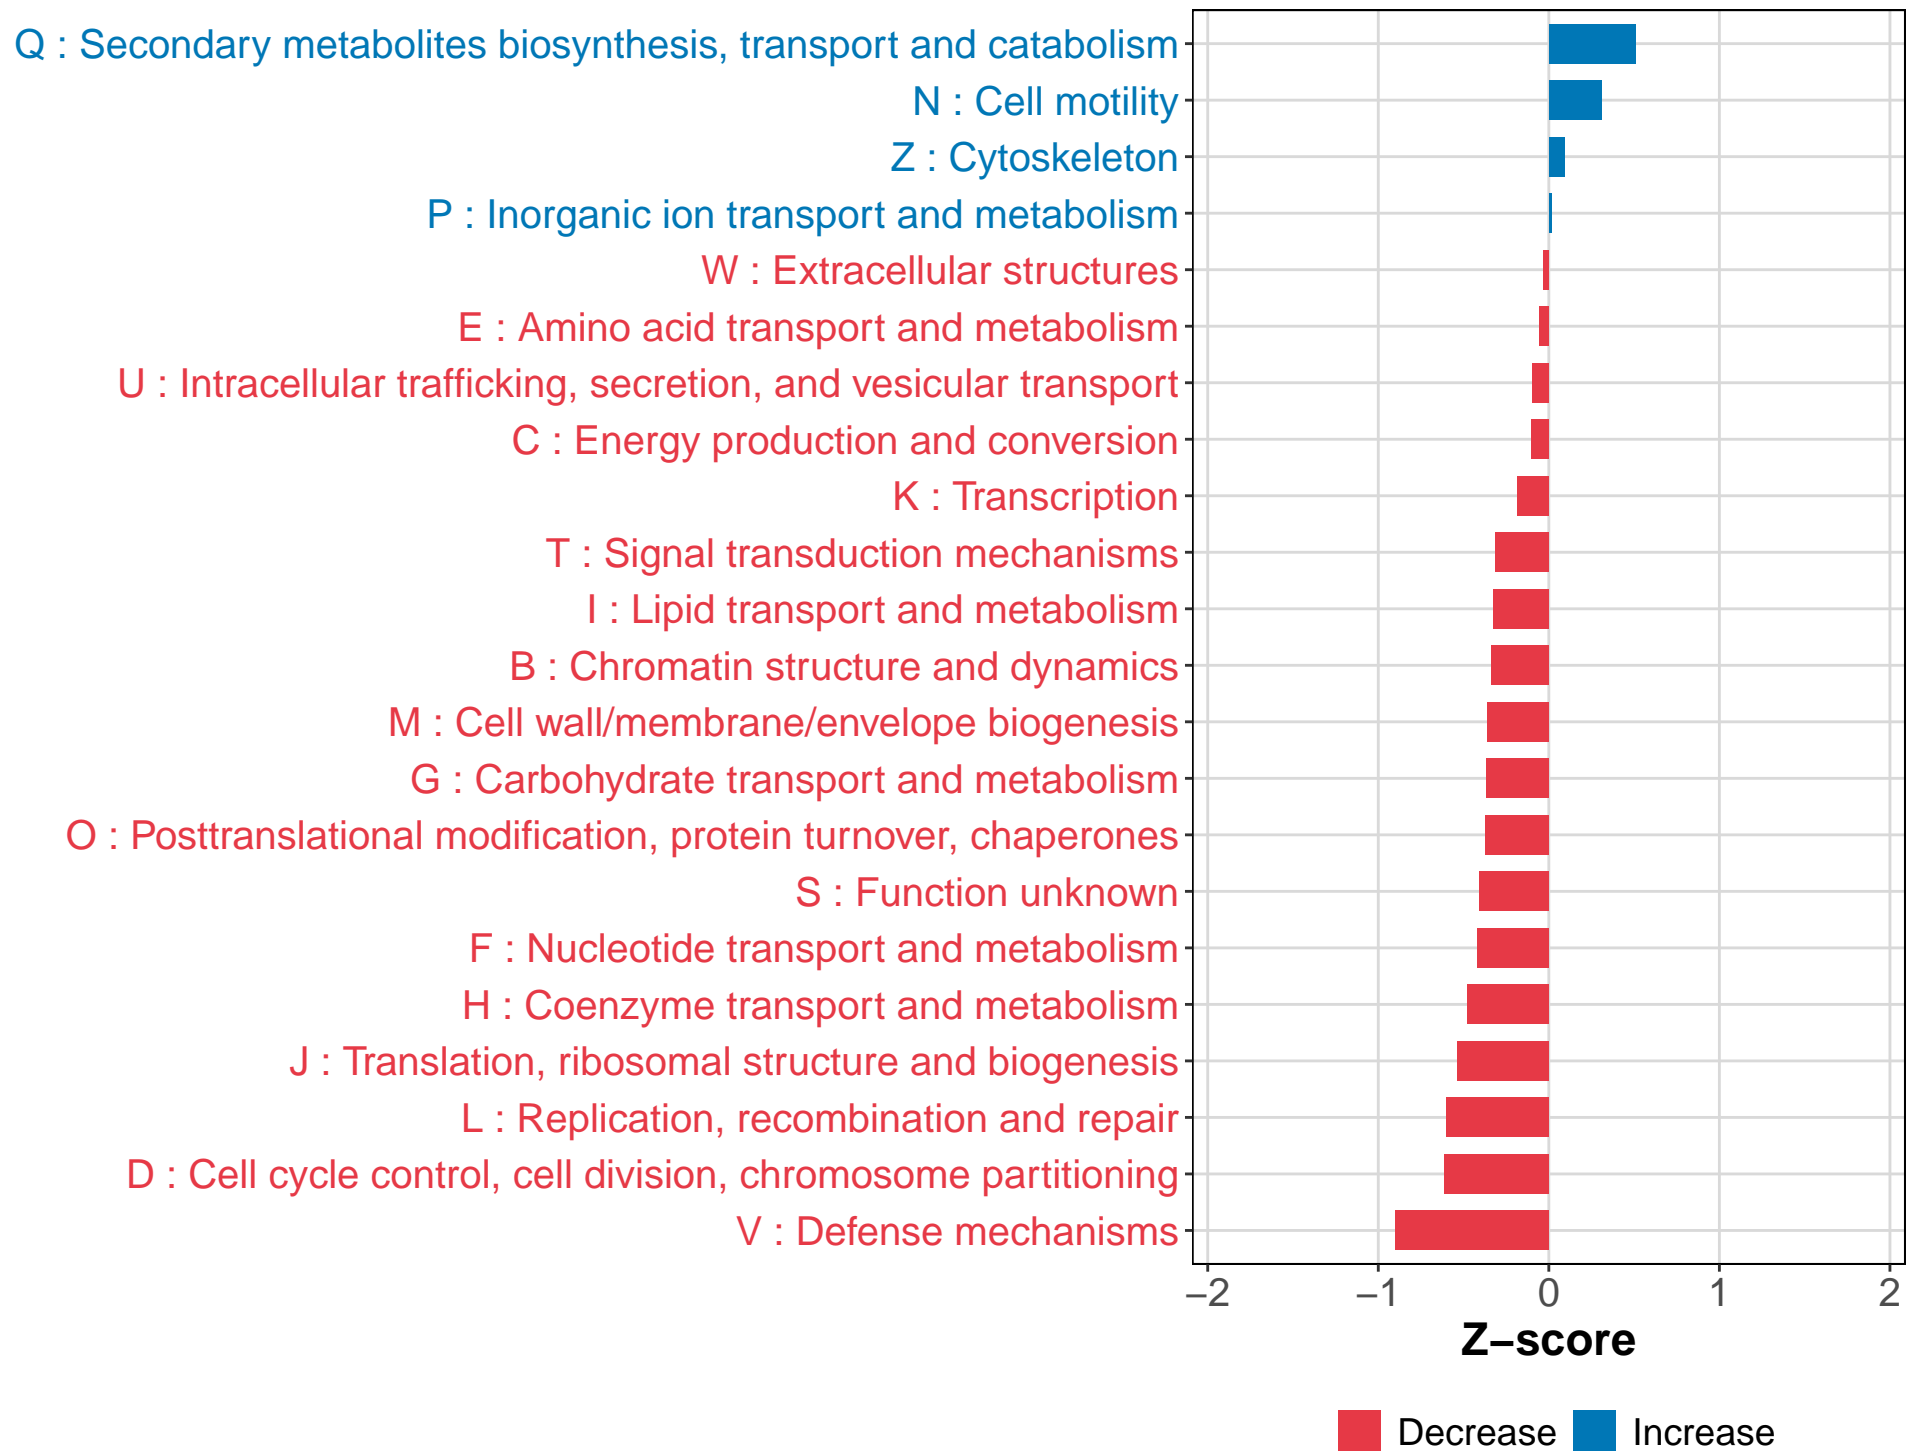 Q : Secondary metabolites biosynthesis, transport and catabolism
N : Cell motility
Z : Cytoskeleton
P : Inorganic ion transport and metabolism
W : Extracellular structures
E : Amino acid transport and metabolism
U : Intracellular trafficking, secretion, and vesicular transport
C : Energy production and conversion
K : Transcription
T : Signal transduction mechanisms
I : Lipid transport and metabolism
B : Chromatin structure and dynamics
M : Cell wall/membrane/envelope biogenesis
G : Carbohydrate transport and metabolism
O : Posttranslational modification, protein turnover, chaperones
S : Function unknown
F : Nucleotide transport and metabolism
H : Coenzyme transport and metabolism
J : Translation, ribosomal structure and biogenesis
L : Replication, recombination and repair
D : Cell cycle control, cell division, chromosome partitioning
V : Defense mechanisms
−2 −1 0 1 2
Z−score
Decrease Increase